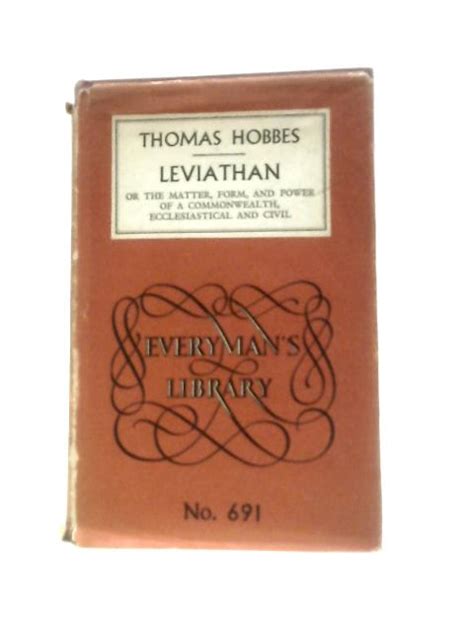 THOMAS HOBBES
LEVIATHAN
OR THE MATTER, FORM, AND POWER
OF A COMMONWEALTH,
ECCLESIASTICAL AND CIVIL
EVERYMAN'S
LIBRARY
No. 691